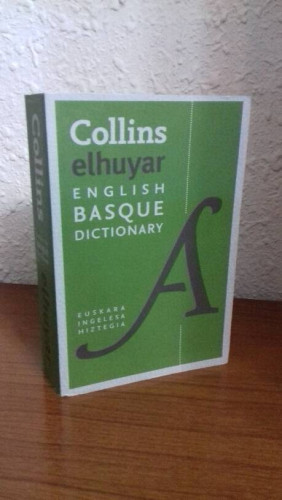 Collins
elhuyar
ENGLISH
BASQUE
DICTIONARY
A
EUSKARA
INGELESA
HIZTEGIA
Collins
elhuyar